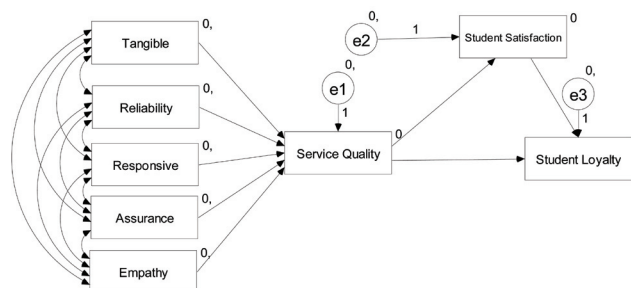 0,
Tangible
0,
Reliability
0,
Responsive
0,
Assurance
0,
Empathy
0,
e1
1
0
Service Quality
0,
e2
1
0
Student Satisfaction
0,
e3
1
0
Student Loyalty